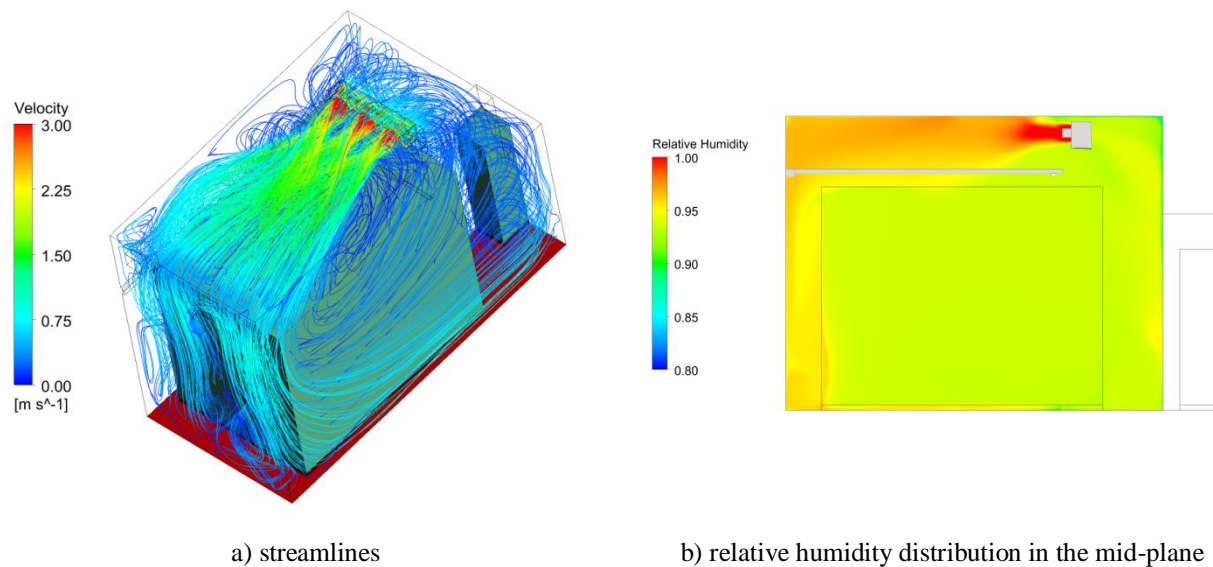 Velocity
3.00
2.25
1.50
0.75
0.00
[m s^-1]
Relative Humidity
1.00
0.95
0.90
0.85
0.80
a) streamlines
b) relative humidity distribution in the mid-plane